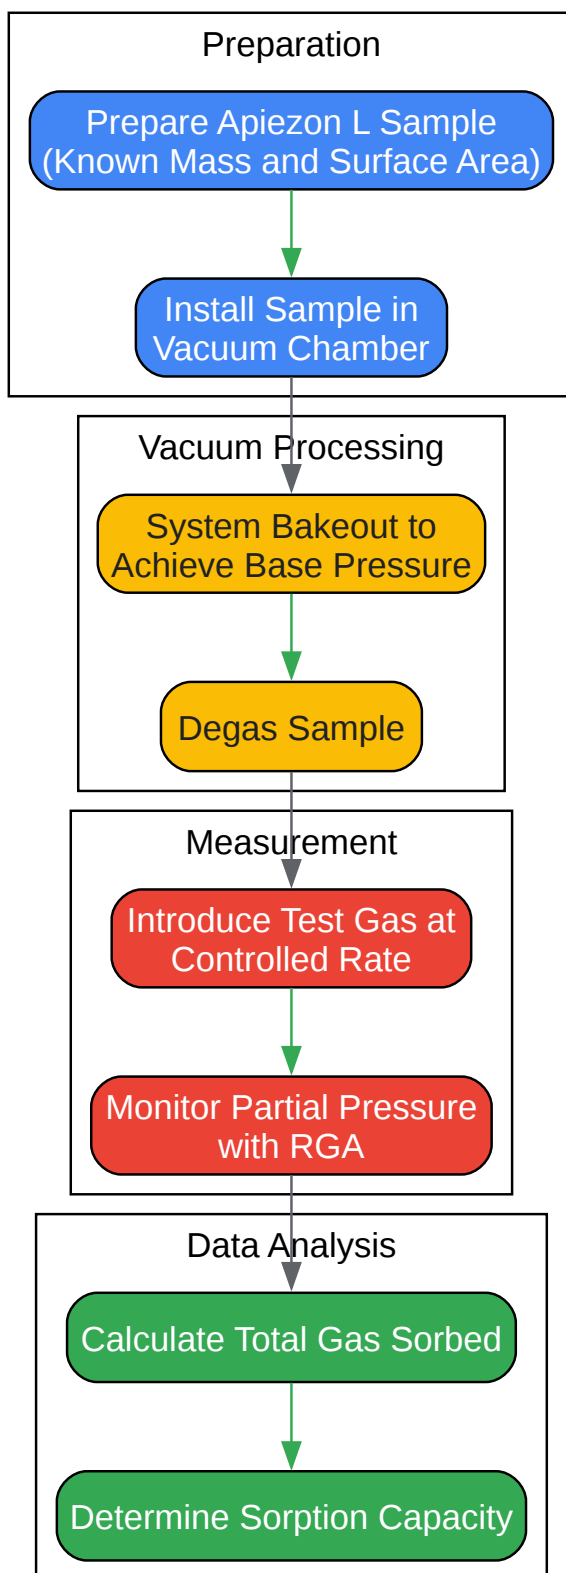 Preparation
Prepare Apiezon L Sample
(Known Mass and Surface Area)
Install Sample in
Vacuum Chamber
Vacuum Processing
System Bakeout to
Achieve Base Pressure
Degas Sample
Measurement
Introduce Test Gas at
Controlled Rate
Monitor Partial Pressure
with RGA
Data Analysis
Calculate Total Gas Sorbed
Determine Sorption Capacity